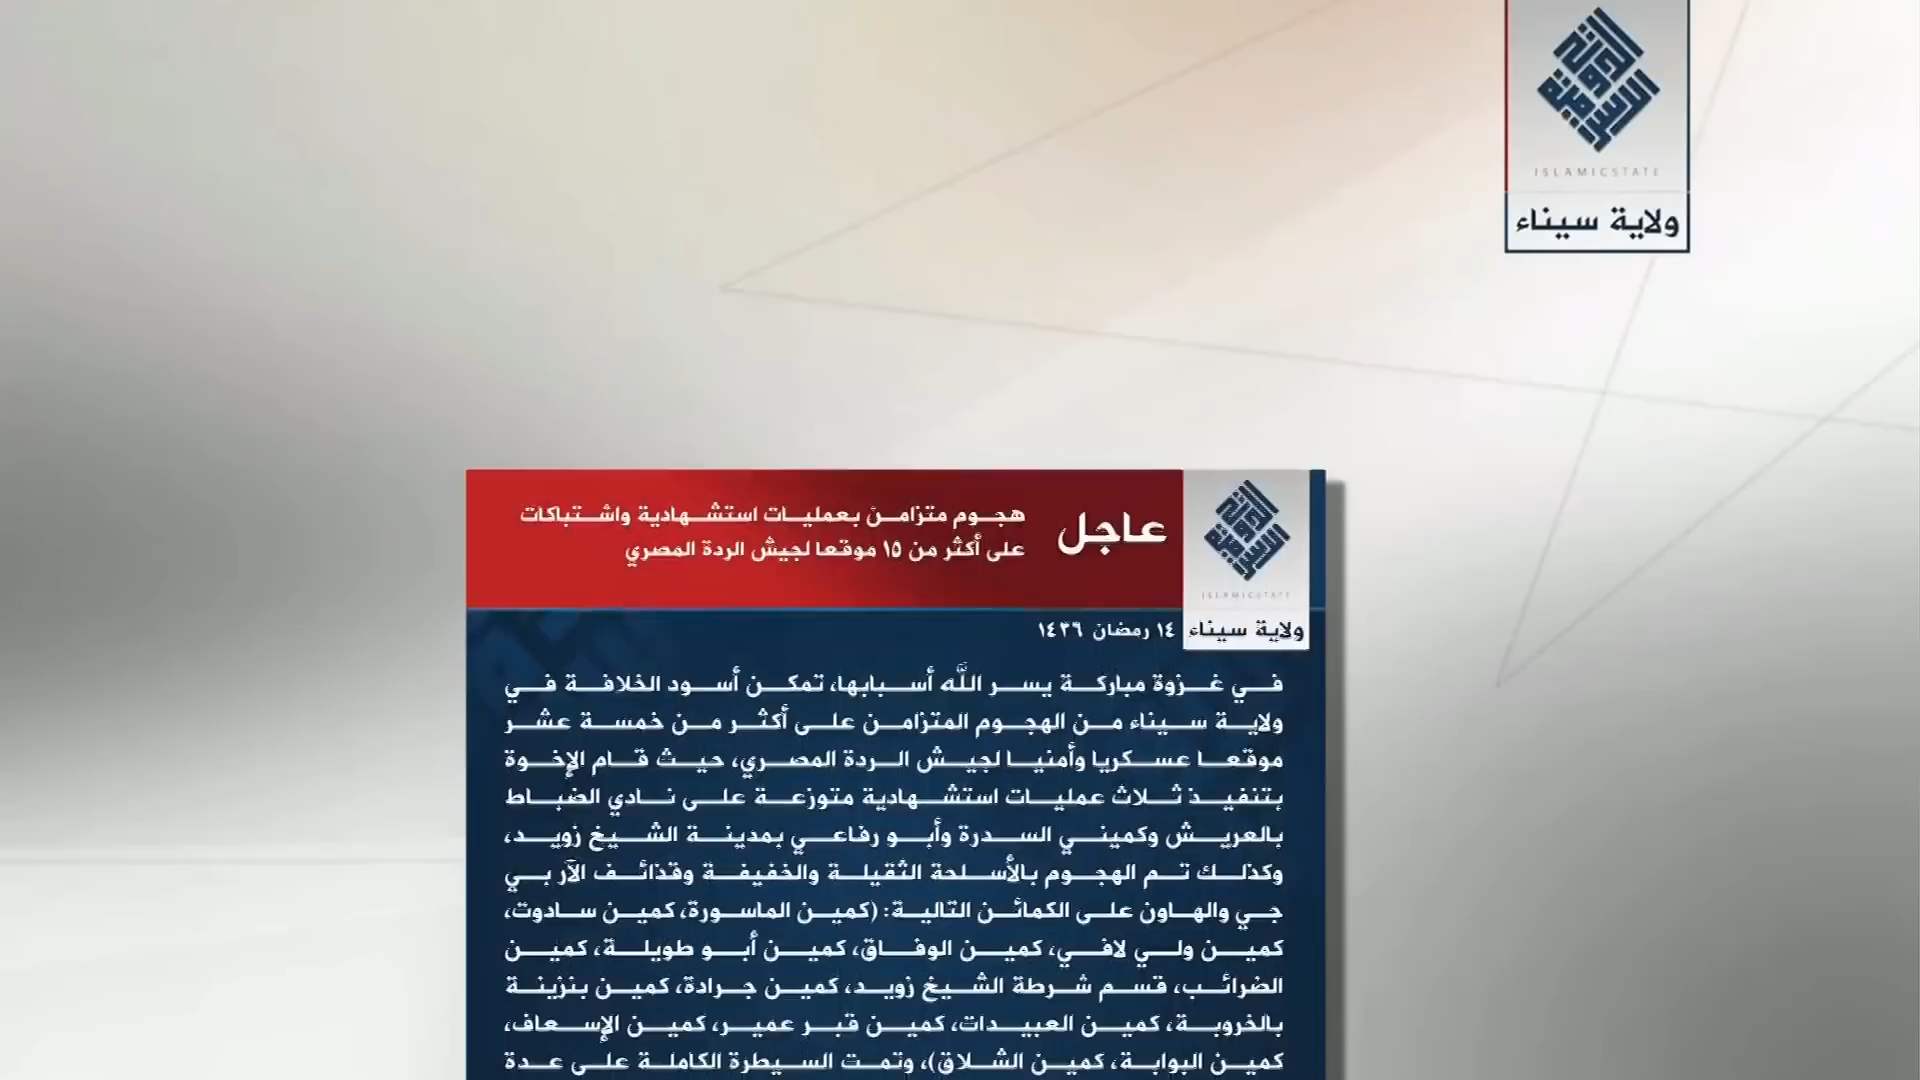 الدولة الإسلامية
ISLAMICSTATE
ولاية سيناء
عاجل
هجوم متزامن بعمليات استشهادية واشتباكات
على أكثر من ١٥ موقعا لجيش الردة المصري
الدولة الإسلامية
ISLAMICSTATE
ولاية سيناء
١٤ رمضان ١٤٣٦
في غزوة مباركة يسر الله أسبابها، تمكن أسود الخلافة في
ولاية سيناء من الهجوم المتزامن على أكثر من خمسة عشر
موقعا عسكريا وأمنيا لجيش الردة المصري، حيث قام الإخوة
بتنفيذ ثلاث عمليات استشهادية متوزعة على نادي الضباط
بالعريش وكميني السدرة وأبو رفاعي بمدينة الشيخ زويد،
وكذلك تم الهجوم بالأسلحة الثقيلة والخفيفة وقذائف الآر بي
جي والهاون على الكمائن التالية: (كمين الماسورة، كمين سادوت،
كمين ولي لافي، كمين الوفاق، كمين أبو طويلة، كمين
الضرائب، قسم شرطة الشيخ زويد، كمين جرادة، كمين بنزينة
بالخروبة، كمين العبيدات، كمين قبر عمير، كمين الإسعاف،
كمين البوابة، كمين الشلاق)، وتمت السيطرة الكاملة على عدة